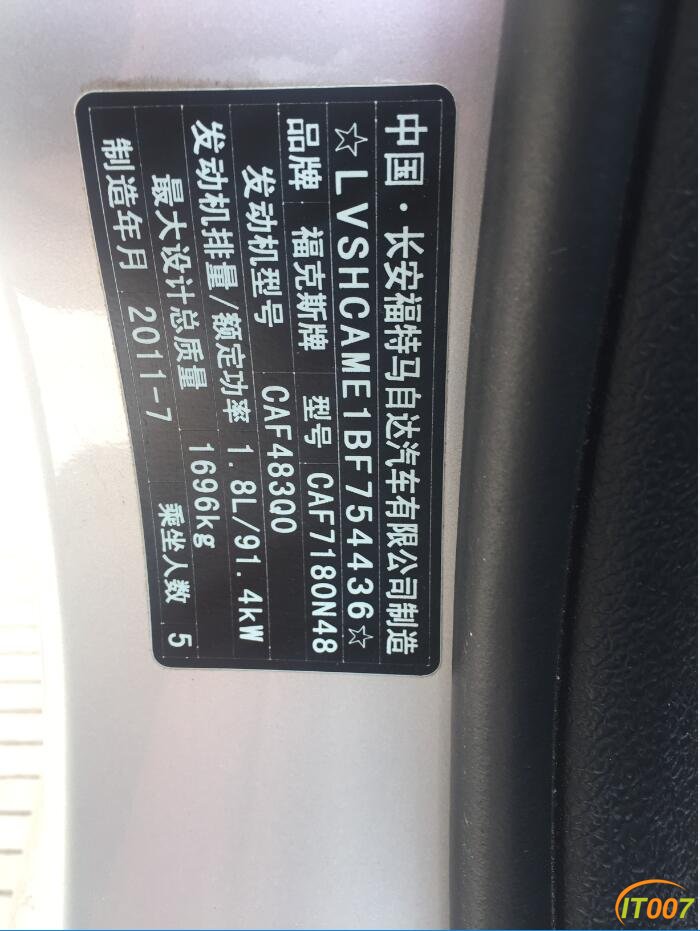 中国·长安福特马自达汽车有限公司制造
☆LVSHCAME1BF754436☆
品牌 福克斯牌 型号 CAF7180N48
发动机型号 CAF483Q0
发动机排量/额定功率 1.8L/91.4kW
最大设计总质量 1696kg
制造年月 2011-7 乘坐人数 5
IT007